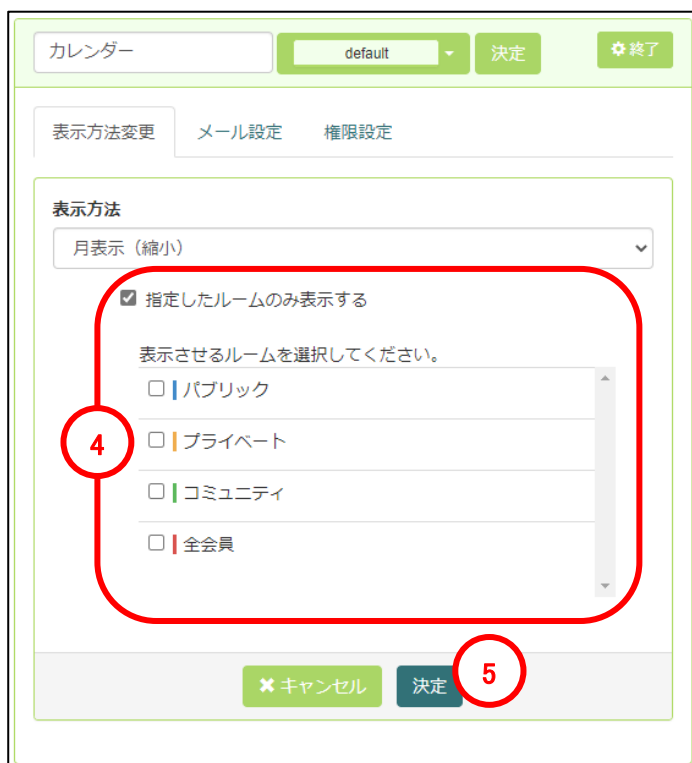 カレンダー default 決定 終了
表示方法変更 メール設定 権限設定
表示方法
月表示（縮小）
指定したルームのみ表示する
表示させるルームを選択してください。
パブリック
4
プライベート
コミュニティ
全会員
キャンセル 決定 5